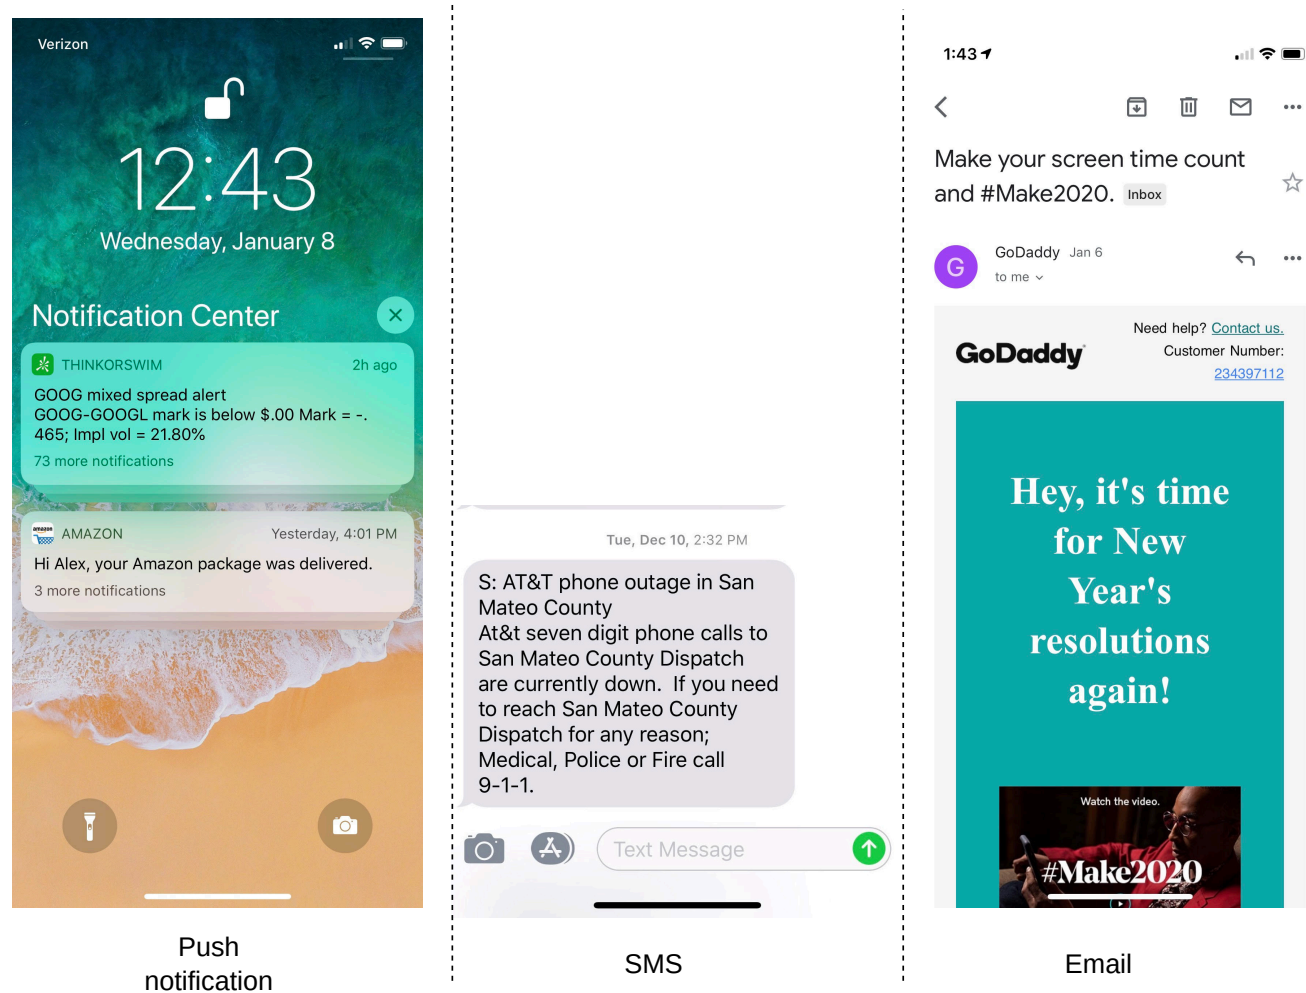 Verizon
12:43
Wednesday, January 8
Notification Center
THINKORSWIM 2h ago
GOOG mixed spread alert
GOOG-GOOGL mark is below $.00 Mark = -.
465; Impl vol = 21.80%
73 more notifications
amazon
AMAZON Yesterday, 4:01 PM
Hi Alex, your Amazon package was delivered.
3 more notifications
Push
notification
Tue, Dec 10, 2:32 PM
S: AT&T phone outage in San
Mateo County
At&t seven digit phone calls to
San Mateo County Dispatch
are currently down.  If you need
to reach San Mateo County
Dispatch for any reason;
Medical, Police or Fire call
9-1-1.
Text Message
SMS
1:43
Make your screen time count
and #Make2020. Inbox
G
GoDaddy Jan 6
to me
Need help? Contact us.
GoDaddy
Customer Number:
234397112
Hey, it's time
for New
Year's
resolutions
again!
Watch the video.
#Make2020
Email